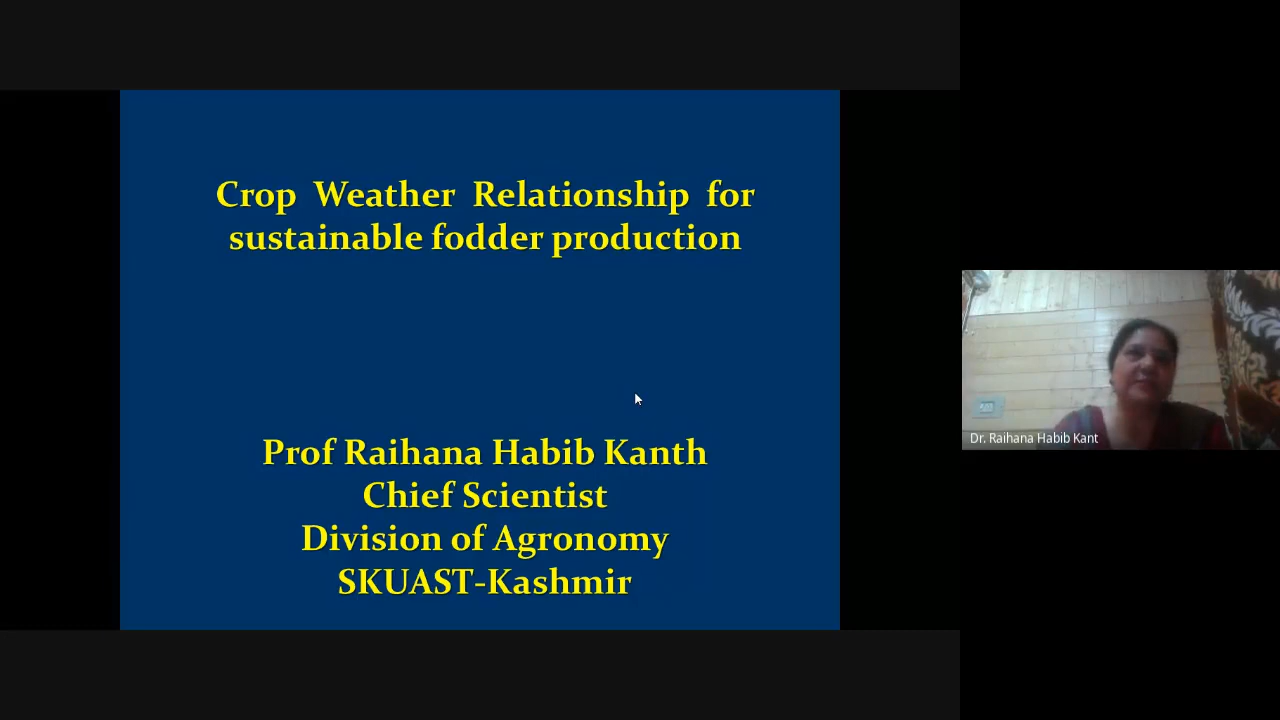 Crop Weather Relationship for
sustainable fodder production
Prof Raihana Habib Kanth
Chief Scientist
Division of Agronomy
SKUAST-Kashmir
Dr. Raihana Habib Kant